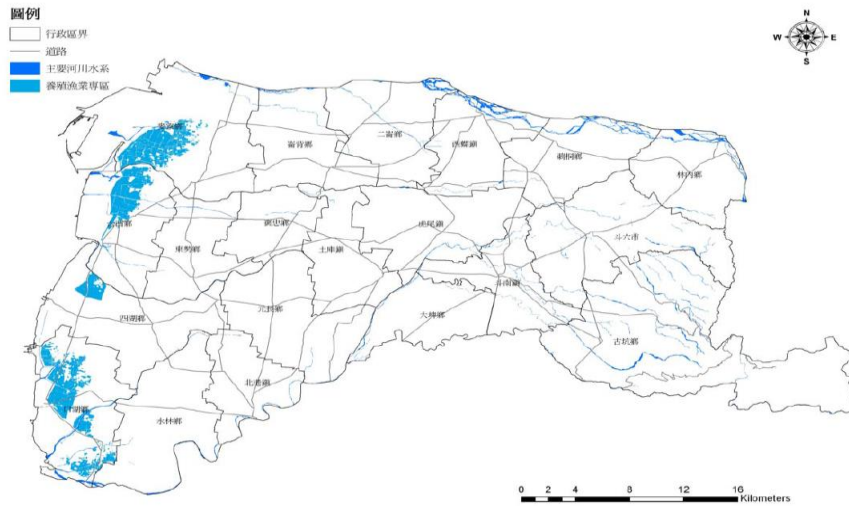 圖例
行政區界
道路
主要河川水系
養殖漁業專區
N
W
E
S
麥寮鄉
崙背鄉
二崙鄉
西螺鎮
莿桐鄉
林內鄉
台西鄉
東勢鄉
褒忠鄉
土庫鎮
虎尾鎮
斗六市
四湖鄉
元長鄉
大埤鄉
斗南鎮
古坑鄉
北港鎮
口湖鄉
水林鄉
0 2 4 8 12 16
Kilometers